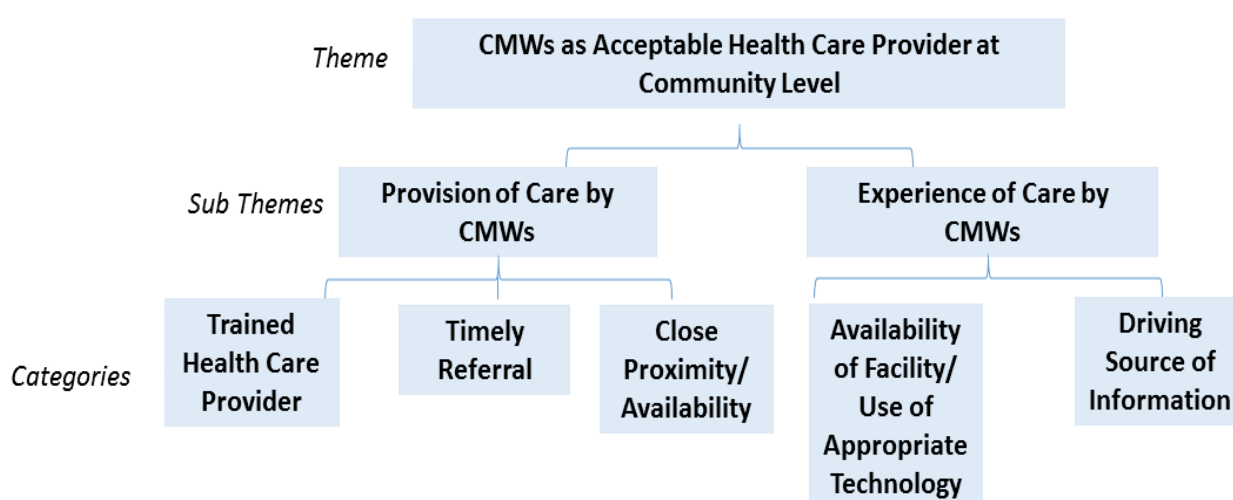 Theme
CMWs as Acceptable Health Care Provider at
Community Level
Sub Themes
Provision of Care by
CMWs
Experience of Care by
CMWs
Categories
Trained
Health Care
Provider
Timely
Referral
Close
Proximity/
Availability
Availability
of Facility/
Use of
Appropriate
Technology
Driving
Source of
Information